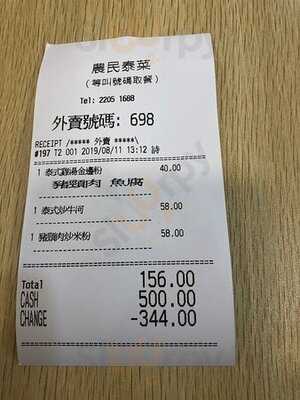 農民泰菜
(等叫號碼取餐)
Tel: 2205 1688
外賣號碼: 698
RECEIPT /***** 外賣 *****\
#197 T2 001 2019/08/11 13:12 詩
1 泰式雞湯金邊粉 40.00
豬頸肉 魚腐
1 泰式炒牛河 58.00
1 豬頸肉炒米粉 58.00
Total 156.00
CASH 500.00
CHANGE -344.00